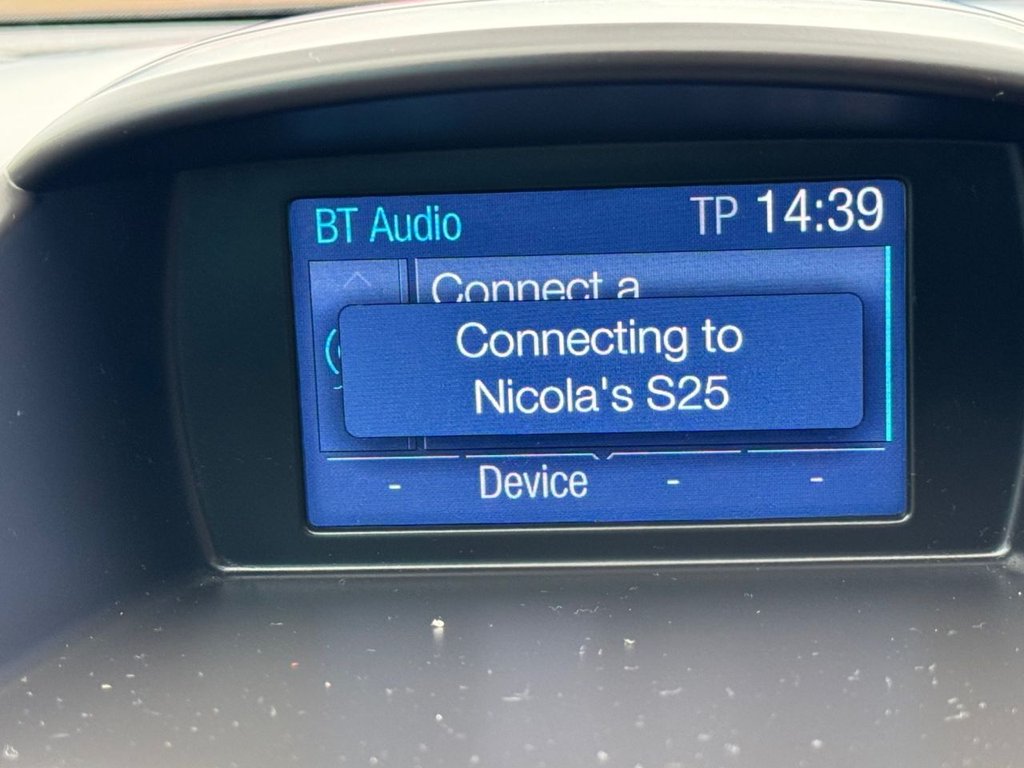 BT Audio
TP 14:39
Connect a
Connecting to
Nicola's S25
- Device - -